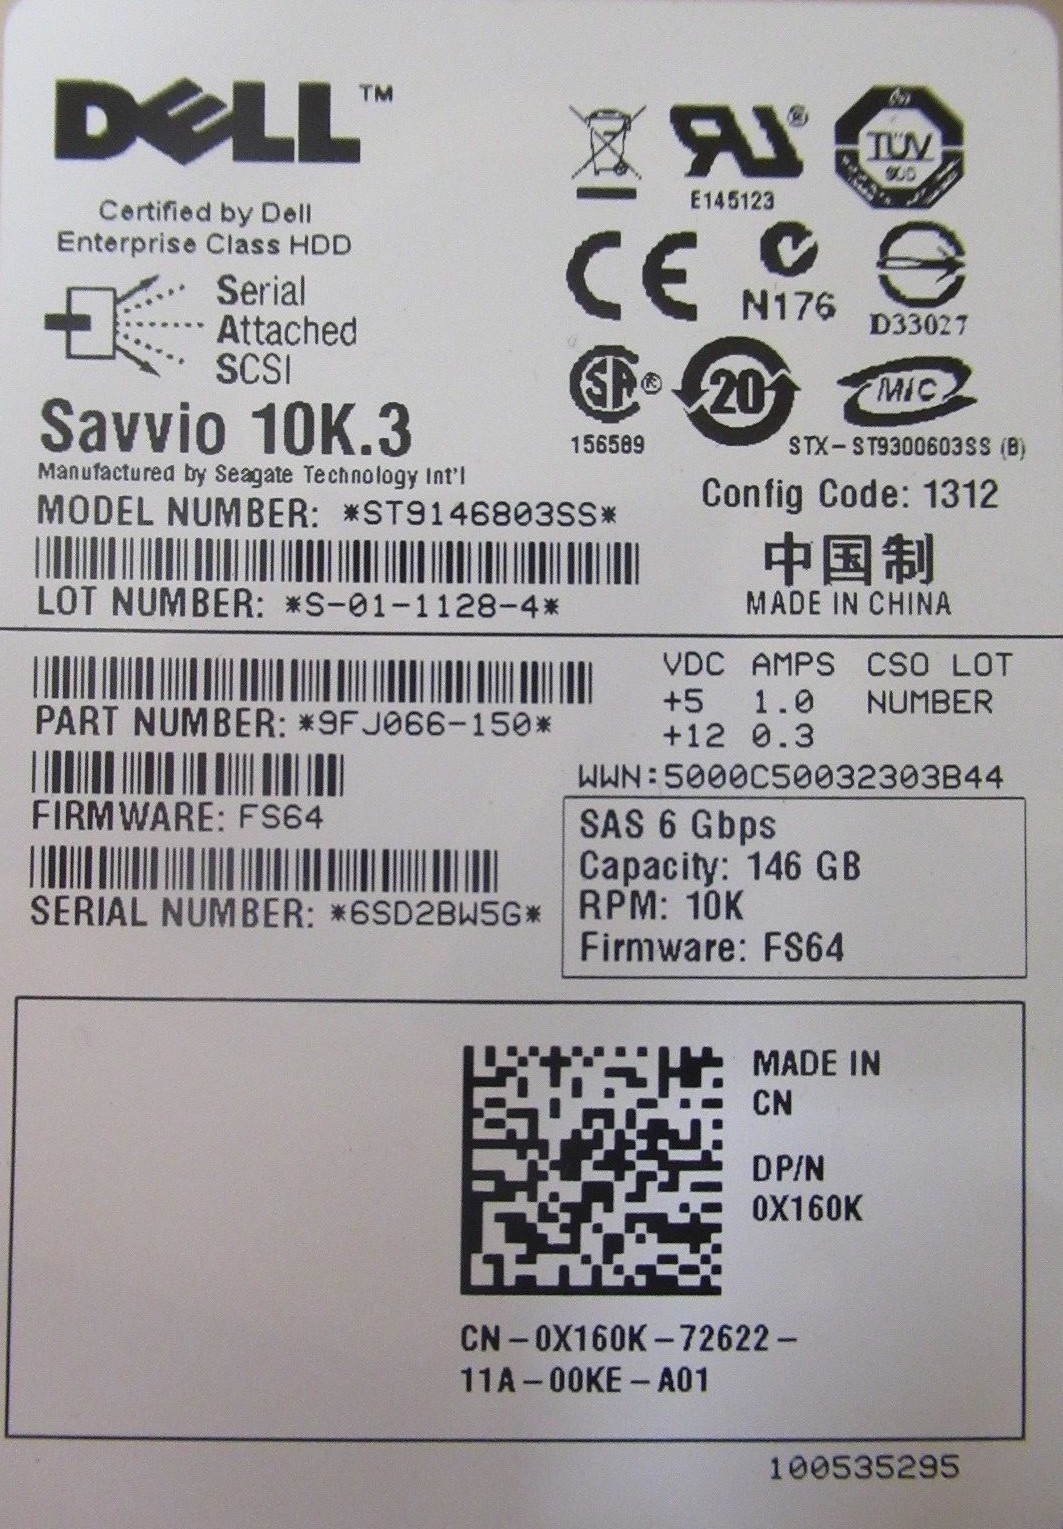 DELL™
Certified by Dell
Enterprise Class HDD
Serial
Attached
SCSI
Savvio 10K.3
Manufactured by Seagate Technology Int'l
MODEL NUMBER: *ST9146803SS*
LOT NUMBER: *S-01-1128-4*
E145123
TÜV
SÜD
CE
N176
D33027
SA®
156589
20
MIC
STX-ST9300603SS (B)
Config Code: 1312
中国制
MADE IN CHINA
PART NUMBER: *9FJ066-150*
FIRMWARE: FS64
SERIAL NUMBER: *6SD2BW5G*
VDC AMPS CSO LOT
+5 1.0 NUMBER
+12 0.3
WWN:5000C50032303B44
SAS 6 Gbps
Capacity: 146 GB
RPM: 10K
Firmware: FS64
MADE IN
CN
DP/N
0X160K
CN-0X160K-72622-
11A-00KE-A01
100535295